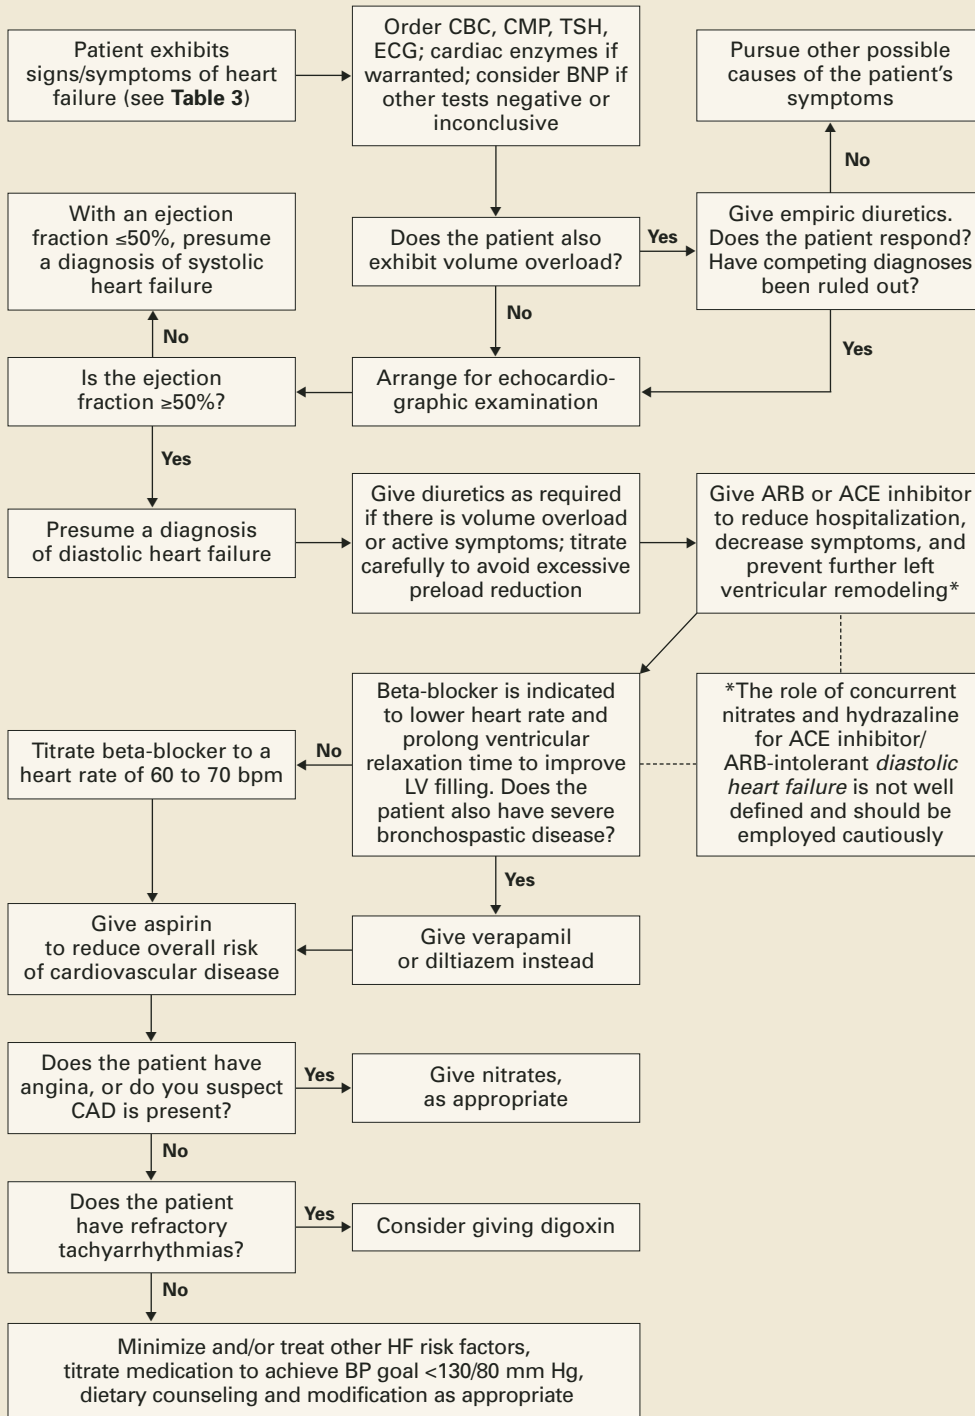 Patient exhibits
signs/symptoms of heart
failure (see Table 3)
Order CBC, CMP, TSH,
ECG; cardiac enzymes if
warranted; consider BNP if
other tests negative or
inconclusive
Pursue other possible
causes of the patient's
symptoms
No
With an ejection
fraction ≤50%, presume
a diagnosis of systolic
heart failure
Does the patient also
exhibit volume overload?
Yes
Give empiric diuretics.
Does the patient respond?
Have competing diagnoses
been ruled out?
No
No
Yes
Is the ejection
fraction ≥50%?
Arrange for echocardio-
graphic examination
Yes
Presume a diagnosis
of diastolic heart failure
Give diuretics as required
if there is volume overload
or active symptoms; titrate
carefully to avoid excessive
preload reduction
Give ARB or ACE inhibitor
to reduce hospitalization,
decrease symptoms, and
prevent further left
ventricular remodeling*
Titrate beta-blocker to a
heart rate of 60 to 70 bpm
No
Beta-blocker is indicated
to lower heart rate and
prolong ventricular
relaxation time to improve
LV filling. Does the
patient also have severe
bronchospastic disease?
*The role of concurrent
nitrates and hydrazaline
for ACE inhibitor/
ARB-intolerant diastolic
heart failure is not well
defined and should be
employed cautiously
Yes
Give aspirin
to reduce overall risk
of cardiovascular disease
Give verapamil
or diltiazem instead
Does the patient have
angina, or do you suspect
CAD is present?
Yes
Give nitrates,
as appropriate
No
Does the patient
have refractory
tachyarrhythmias?
Yes
Consider giving digoxin
No
Minimize and/or treat other HF risk factors,
titrate medication to achieve BP goal <130/80 mm Hg,
dietary counseling and modification as appropriate